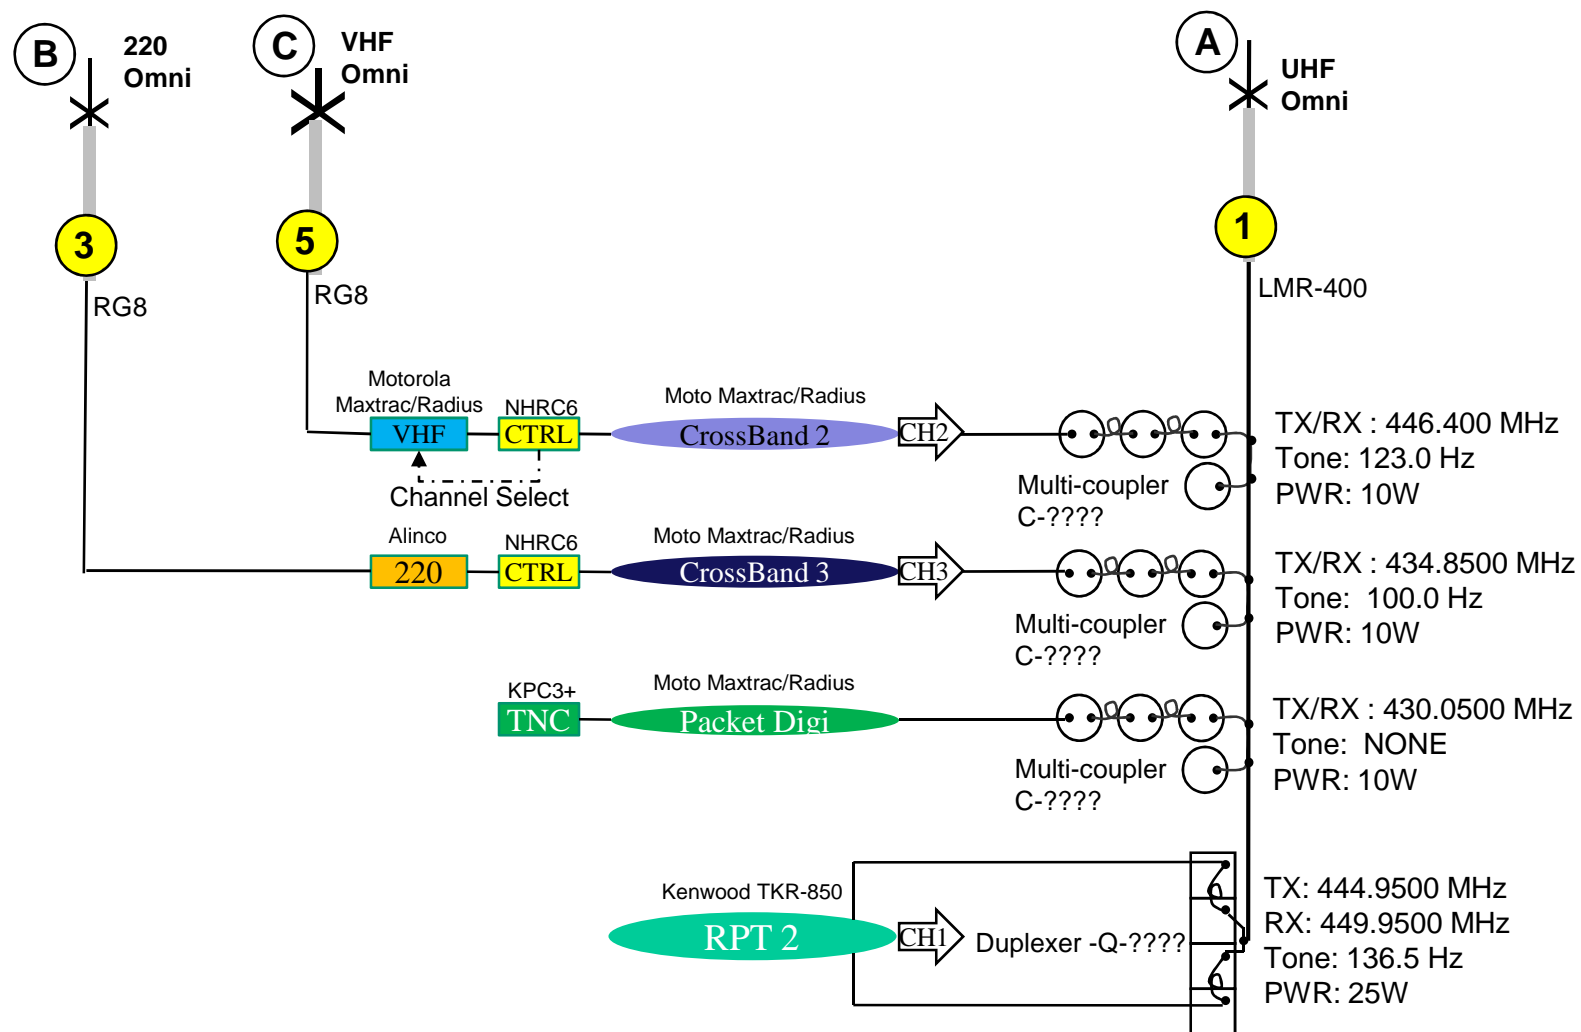 B
220
Omni
C
VHF
Omni
A
UHF
Omni
3
5
1
RG8
RG8
LMR-400
Motorola
Maxtrac/Radius
VHF
NHRC6
CTRL
Channel Select
Moto Maxtrac/Radius
CrossBand 2
CH2
Multi-coupler
C-????
TX/RX : 446.400 MHz
Tone: 123.0 Hz
PWR: 10W
Alinco
220
NHRC6
CTRL
Moto Maxtrac/Radius
CrossBand 3
CH3
Multi-coupler
C-????
TX/RX : 434.8500 MHz
Tone:  100.0 Hz
PWR: 10W
KPC3+
TNC
Moto Maxtrac/Radius
Packet Digi
Multi-coupler
C-????
TX/RX : 430.0500 MHz
Tone:  NONE
PWR: 10W
Kenwood TKR-850
RPT 2
CH1
Duplexer -Q-????
TX: 444.9500 MHz
RX: 449.9500 MHz
Tone: 136.5 Hz
PWR: 25W